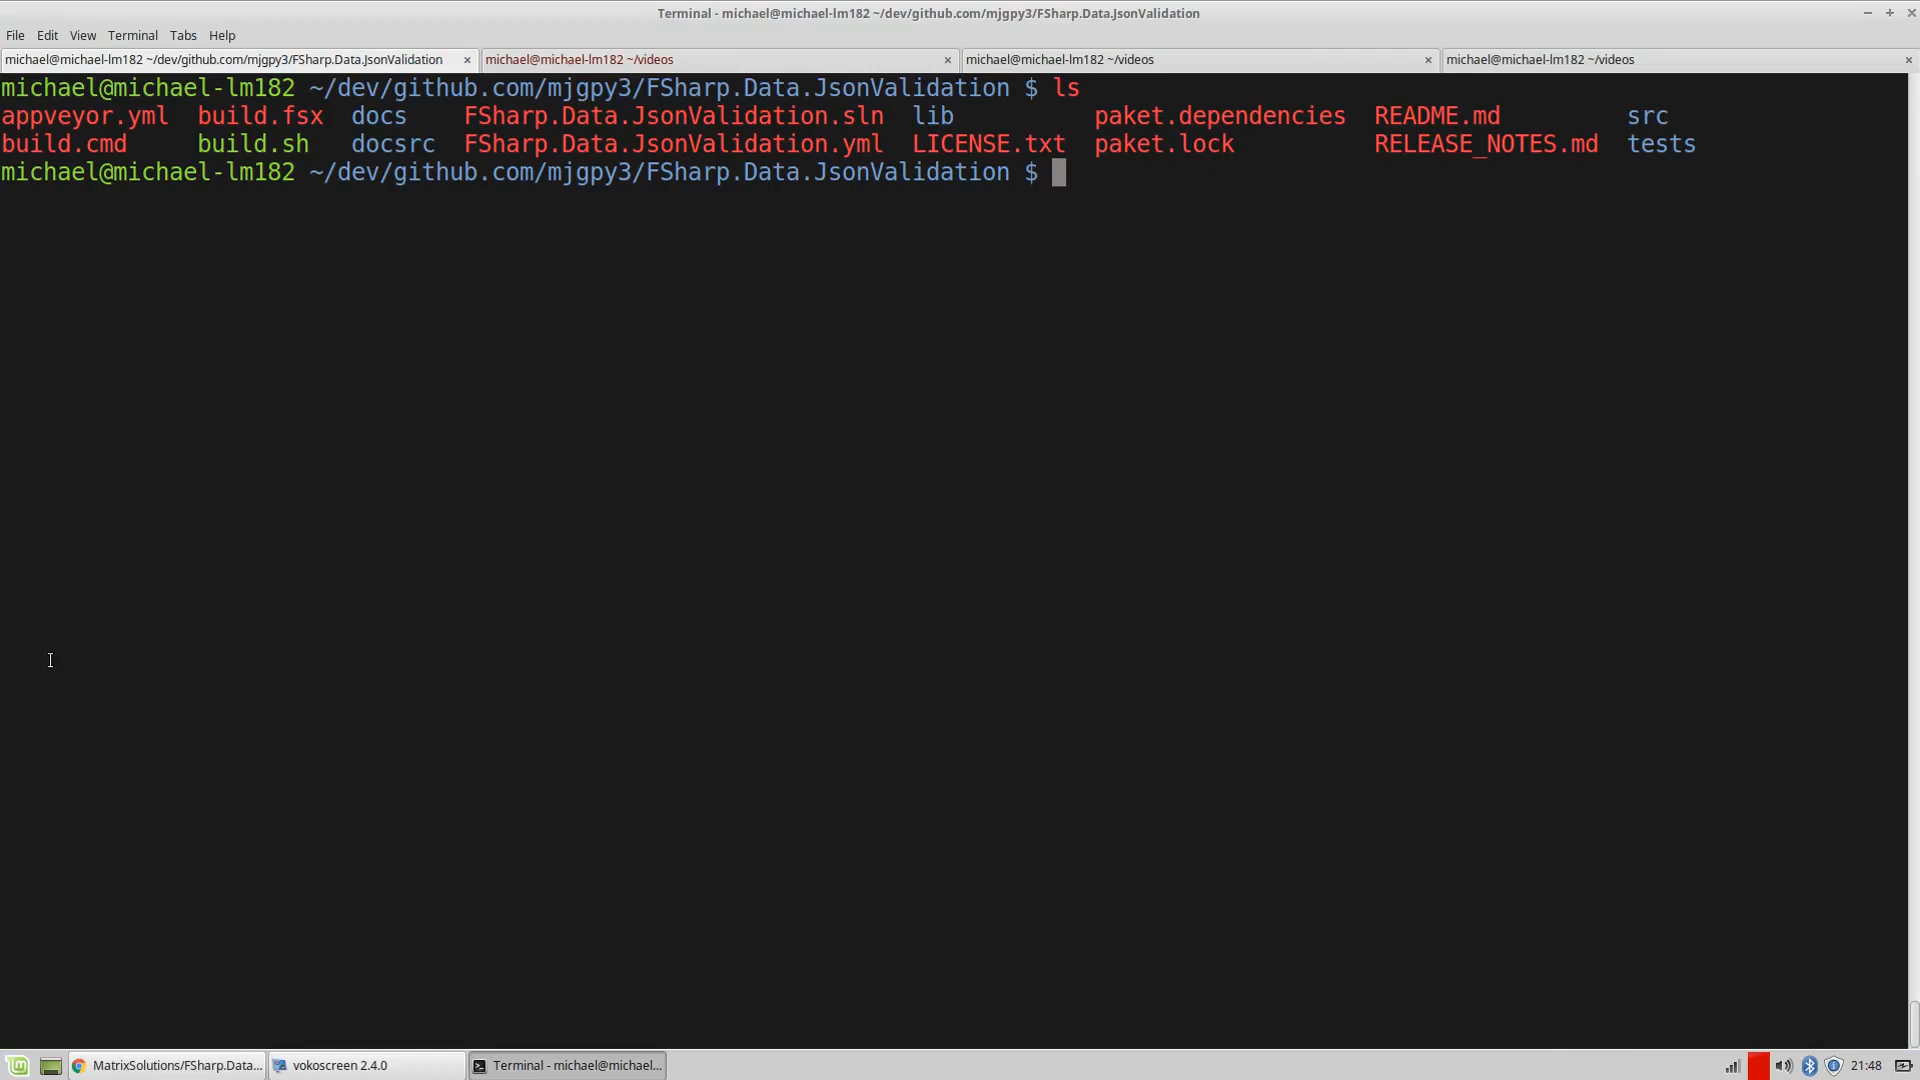 Terminal - michael@michael-lm182 ~/dev/github.com/mjgpy3/FSharp.Data.JsonValidation
File Edit View Terminal Tabs Help
michael@michael-lm182 ~/dev/github.com/mjgpy3/FSharp.Data.JsonValidation michael@michael-lm182 ~/videos michael@michael-lm182 ~/videos michael@michael-lm182 ~/videos
michael@michael-lm182 ~/dev/github.com/mjgpy3/FSharp.Data.JsonValidation $ ls
appveyor.yml build.fsx docs FSharp.Data.JsonValidation.sln lib paket.dependencies README.md src
build.cmd build.sh docsrc FSharp.Data.JsonValidation.yml LICENSE.txt paket.lock RELEASE_NOTES.md tests
michael@michael-lm182 ~/dev/github.com/mjgpy3/FSharp.Data.JsonValidation $
MatrixSolutions/FSharp.Data... vokoscreen 2.4.0 Terminal - michael@michael... 21:48